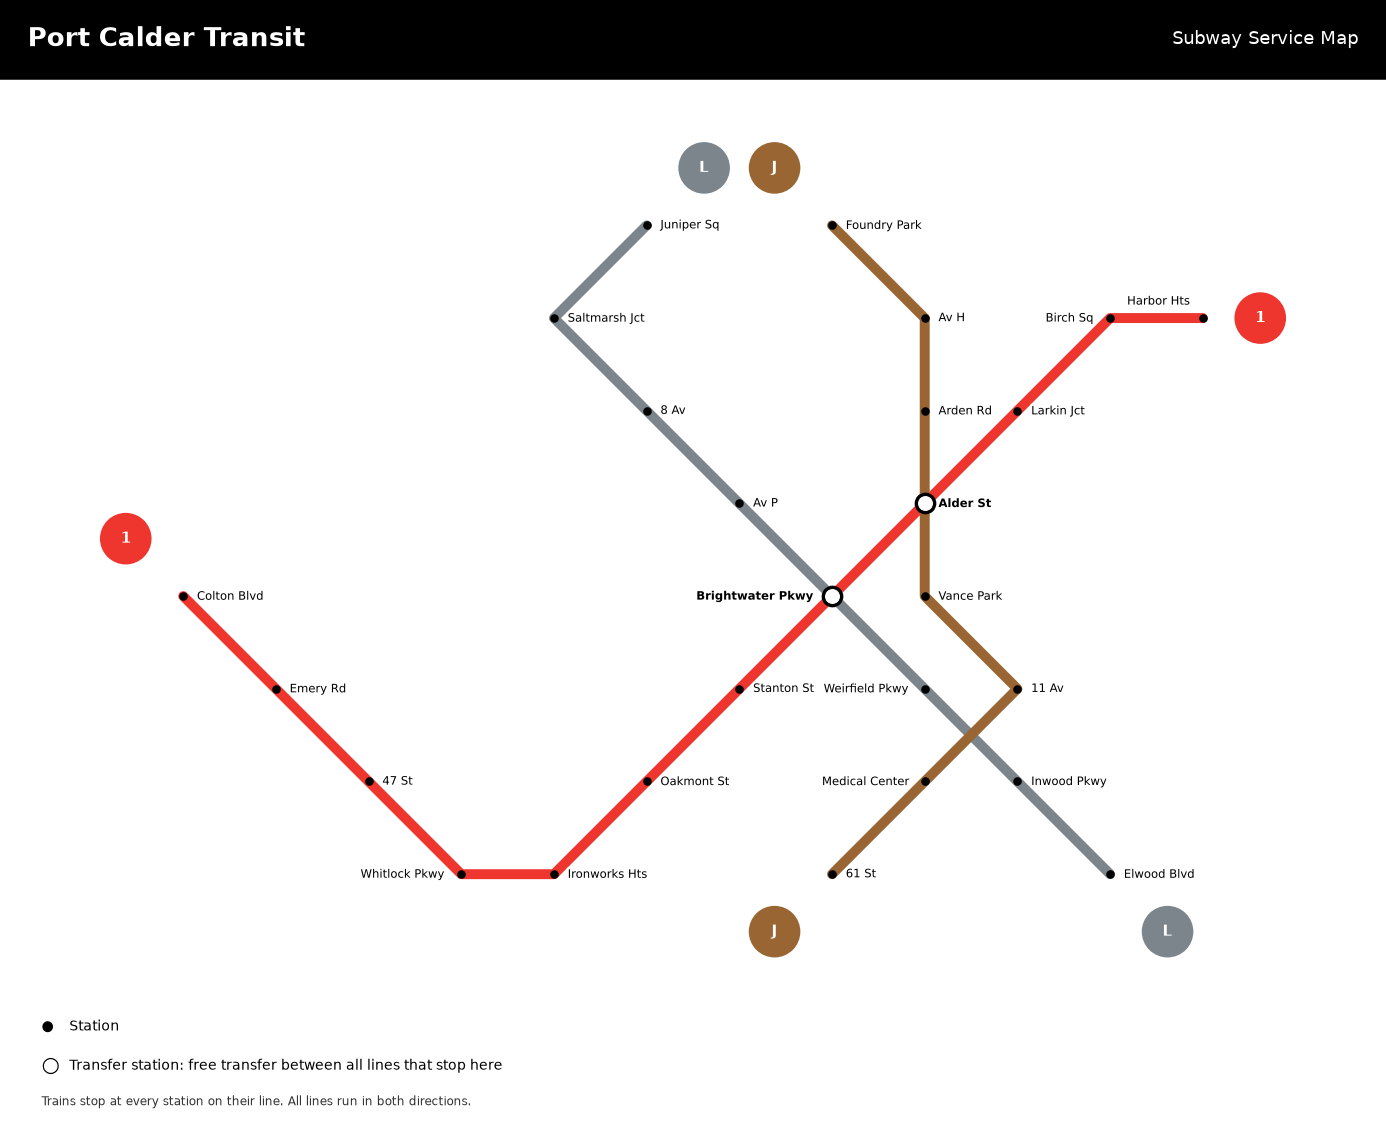 Port Calder Transit
Subway Service Map
L
J
Juniper Sq
Foundry Park
Harbor Hts
Saltmarsh Jct
Av H
Birch Sq
1
8 Av
Arden Rd
Larkin Jct
Av P
Alder St
1
Colton Blvd
Brightwater Pkwy
Vance Park
Emery Rd
Stanton St
Weirfield Pkwy
11 Av
47 St
Oakmont St
Medical Center
Inwood Pkwy
Whitlock Pkwy
Ironworks Hts
61 St
Elwood Blvd
J
L
Station
Transfer station: free transfer between all lines that stop here
Trains stop at every station on their line. All lines run in both directions.